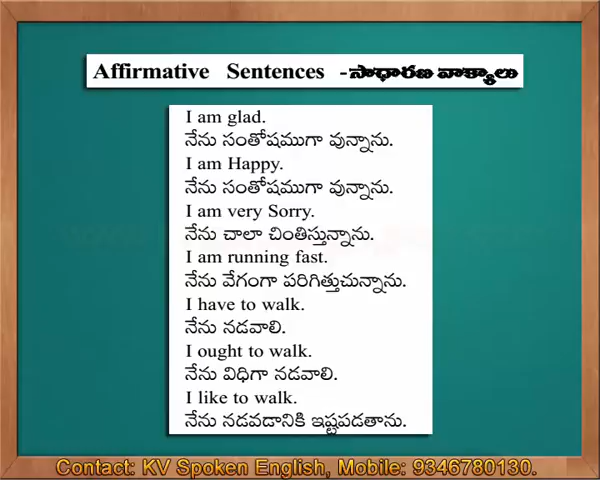 Affirmative Sentences -సాధారణ వాక్యాలు
I am glad.
నేను సంతోషముగా వున్నాను.
I am Happy.
నేను సంతోషముగా వున్నాను.
I am very Sorry.
నేను చాలా చింతిస్తున్నాను.
I am running fast.
నేను వేగంగా పరిగిత్తుచున్నాను.
I have to walk.
నేను నడవాలి.
I ought to walk.
నేను విధిగా నడవాలి.
I like to walk.
నేను నడవడానికి ఇష్టపడతాను.
Contact: KV Spoken English, Mobile: 9346780130.